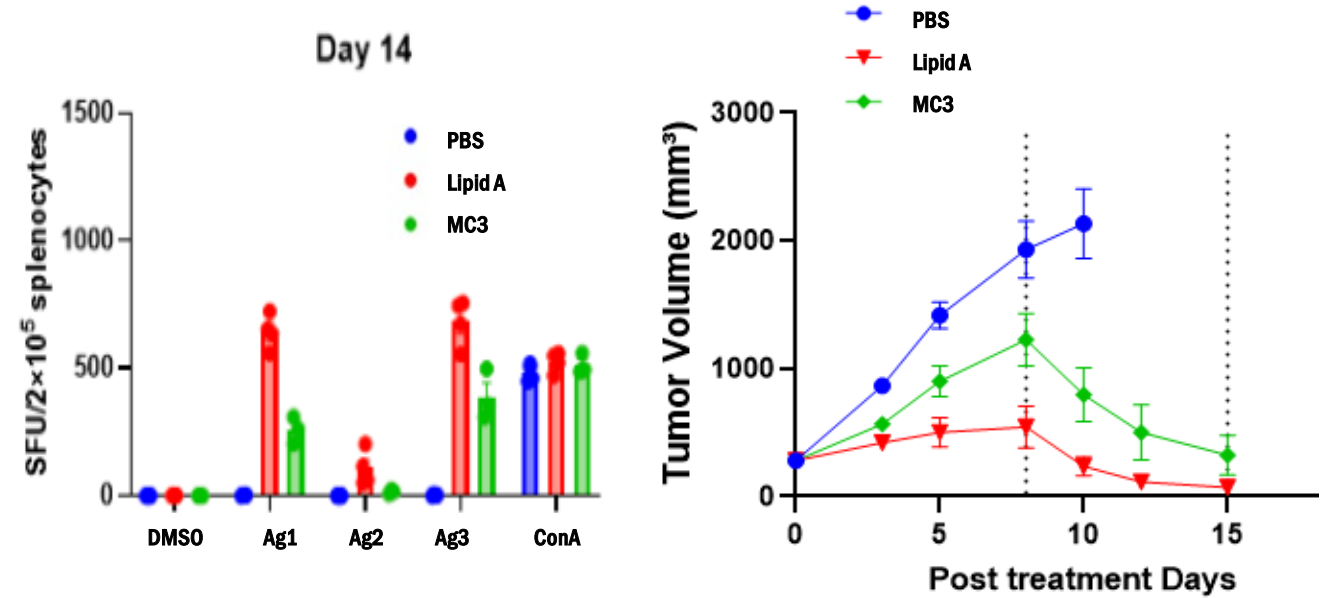 Day 14
SFU/2×10⁵ splenocytes
1500
1000
500
0
PBS
Lipid A
MC3
DMSO
Ag1
Ag2
Ag3
ConA
PBS
Lipid A
MC3
Tumor Volume (mm³)
3000
2000
1000
0
0
5
10
15
Post treatment Days